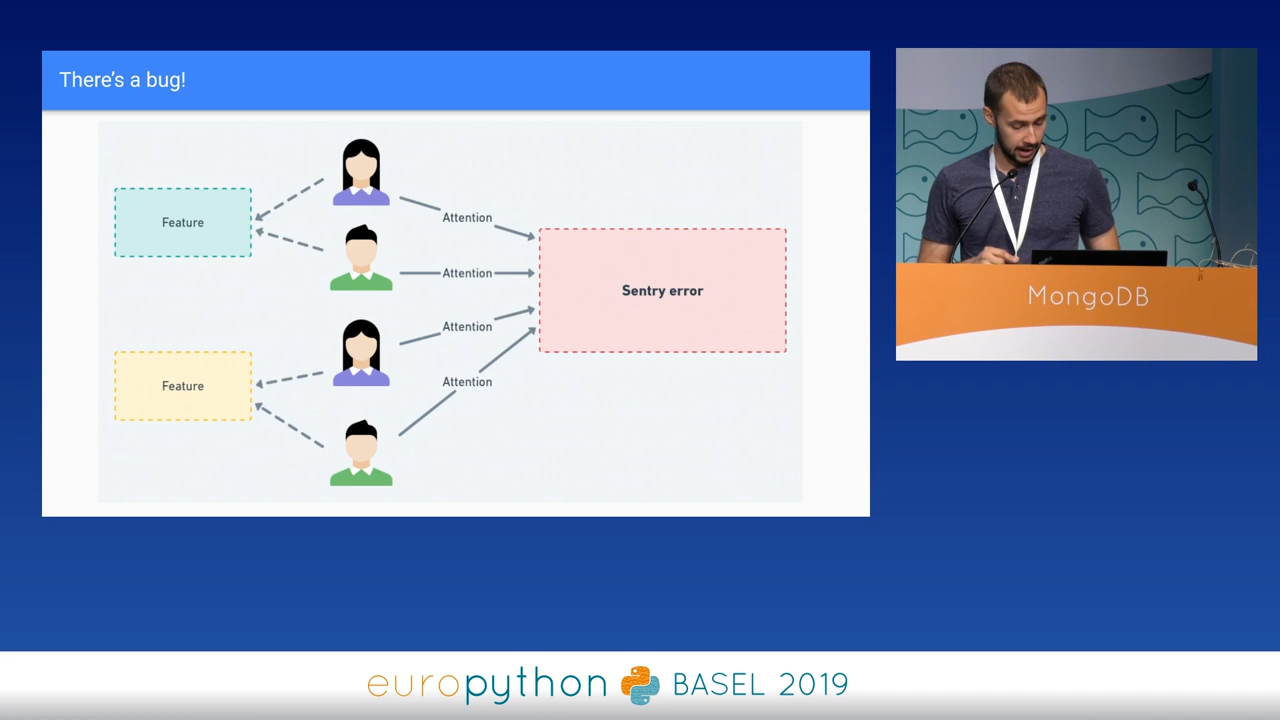 There's a bug!
Feature
Attention
Attention
Sentry error
Attention
Feature
Attention
MongoDB
europython BASEL 2019